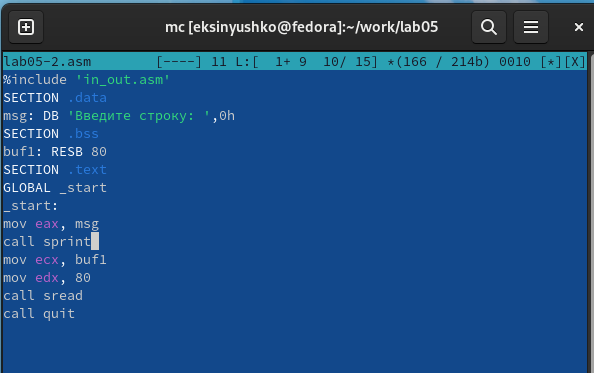 mc [eksinyushko@fedora]:~/work/lab05
lab05-2.asm [----] 11 L:[ 1+ 9 10/ 15] *(166 / 214b) 0010 [*][X]
%include 'in_out.asm'
SECTION .data
msg: DB 'Введите строку: ',0h
SECTION .bss
buf1: RESB 80
SECTION .text
GLOBAL _start
_start:
mov eax, msg
call sprint
mov ecx, buf1
mov edx, 80
call sread
call quit